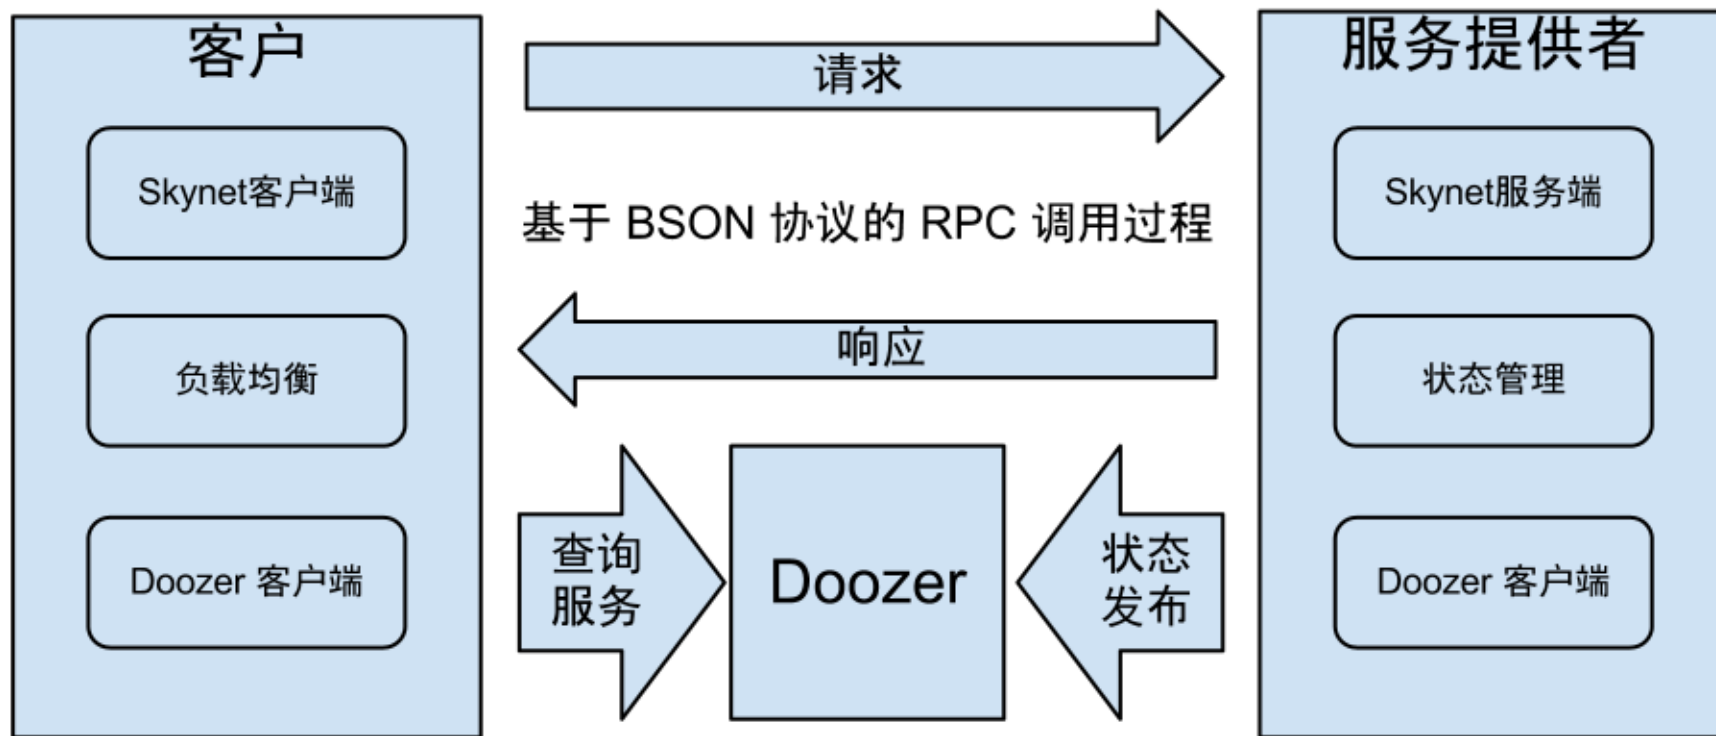 客户
Skynet客户端
负载均衡
Doozer 客户端
请求
基于 BSON 协议的 RPC 调用过程
响应
查询
服务
Doozer
状态
发布
服务提供者
Skynet服务端
状态管理
Doozer 客户端